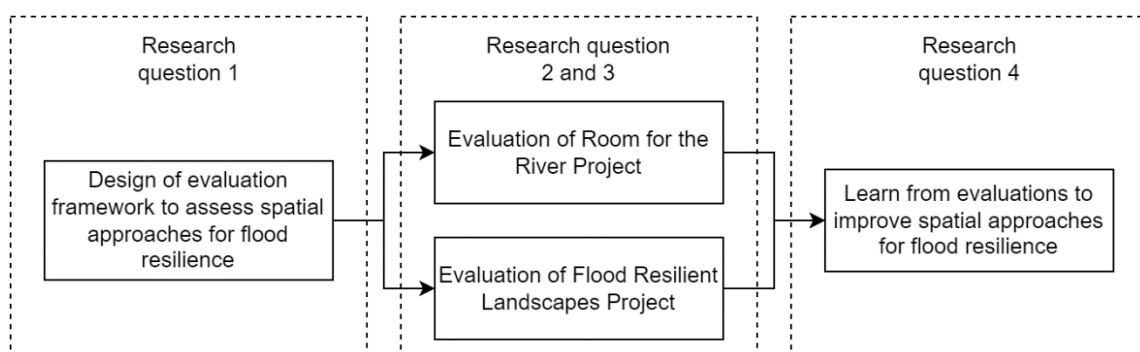 Research
question 1
Design of evaluation
framework to assess spatial
approaches for flood
resilience
Research question
2 and 3
Evaluation of Room for the
River Project
Evaluation of Flood Resilient
Landscapes Project
Research
question 4
Learn from evaluations to
improve spatial approaches
for flood resilience